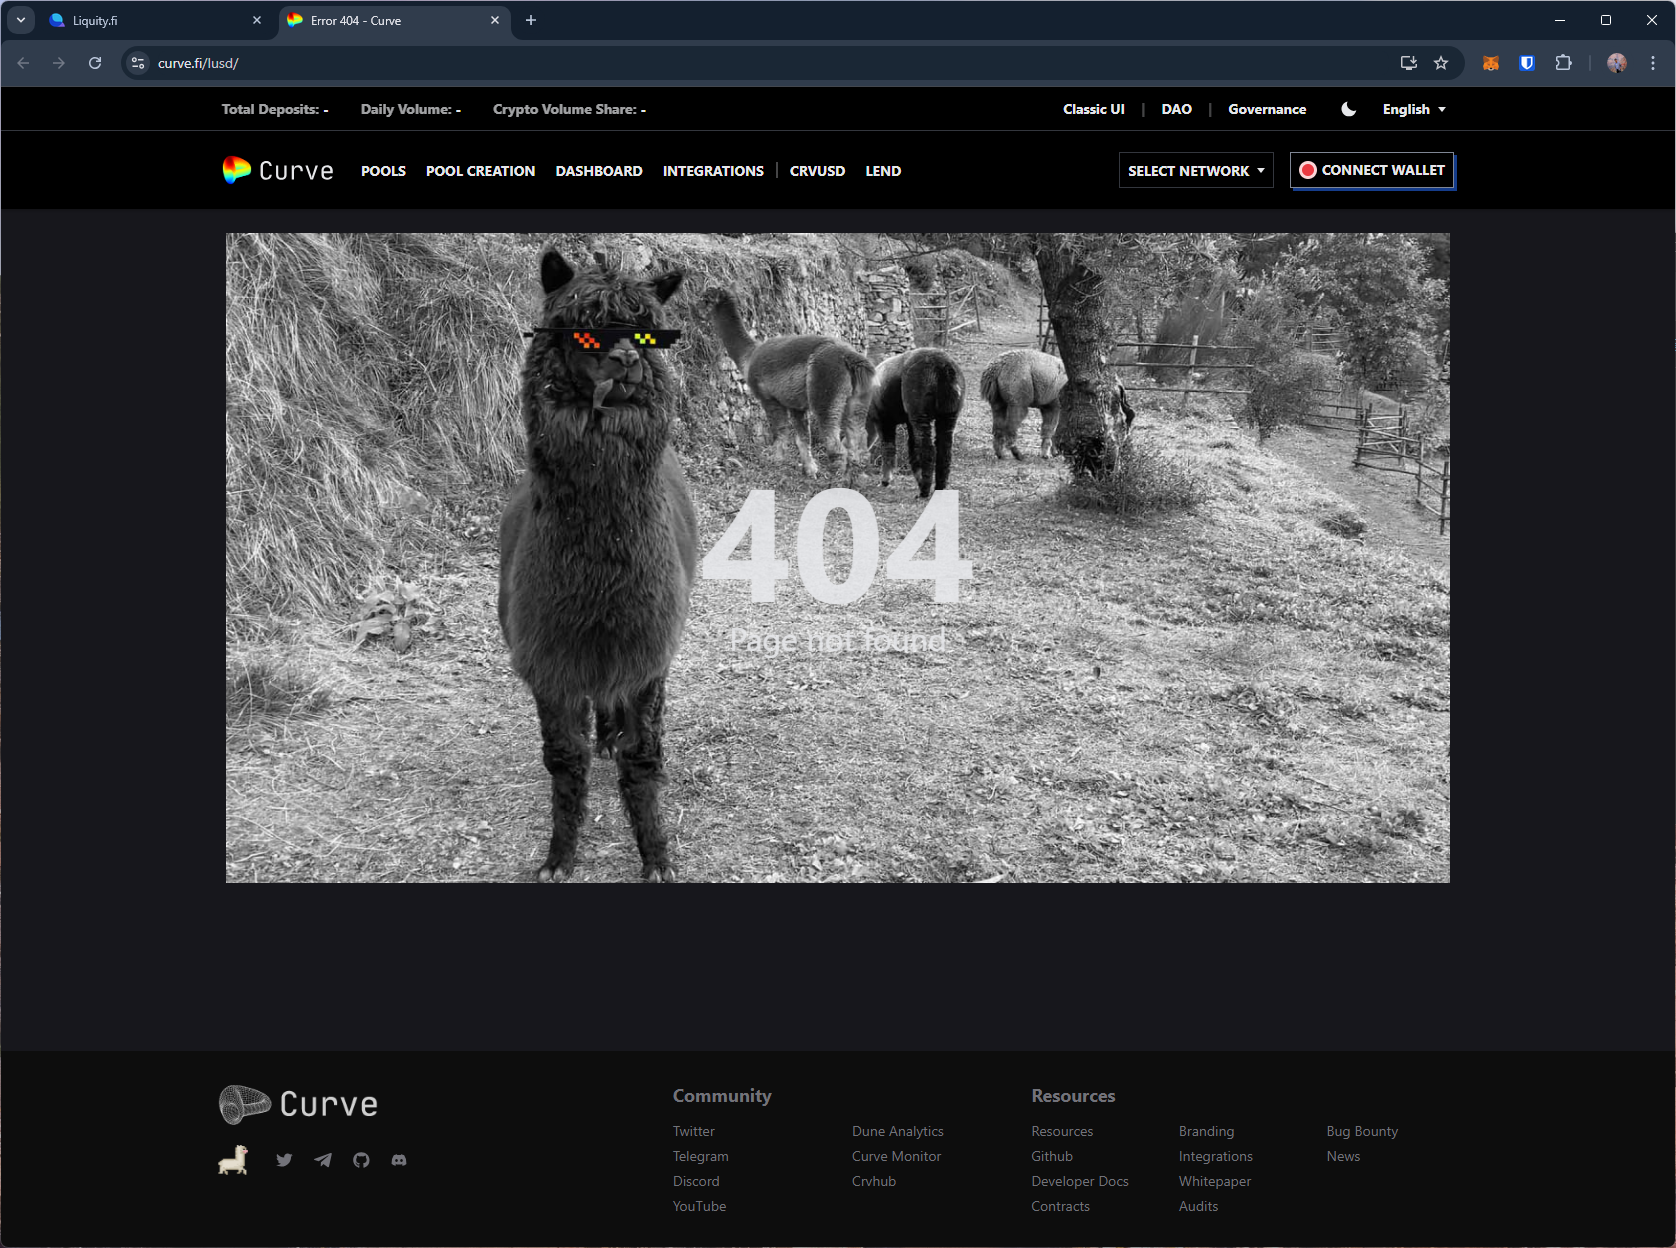 Liquity.fi
Error 404 - Curve
curve.fi/lusd/
Total Deposits: - Daily Volume: - Crypto Volume Share: -
Classic UI | DAO | Governance English
Curve POOLS POOL CREATION DASHBOARD INTEGRATIONS | CRVUSD LEND
SELECT NETWORK CONNECT WALLET
404
Page not found
Curve
Community
Twitter
Telegram
Discord
YouTube
Dune Analytics
Curve Monitor
Crvhub
Resources
Resources
Github
Developer Docs
Contracts
Branding
Integrations
Whitepaper
Audits
Bug Bounty
News